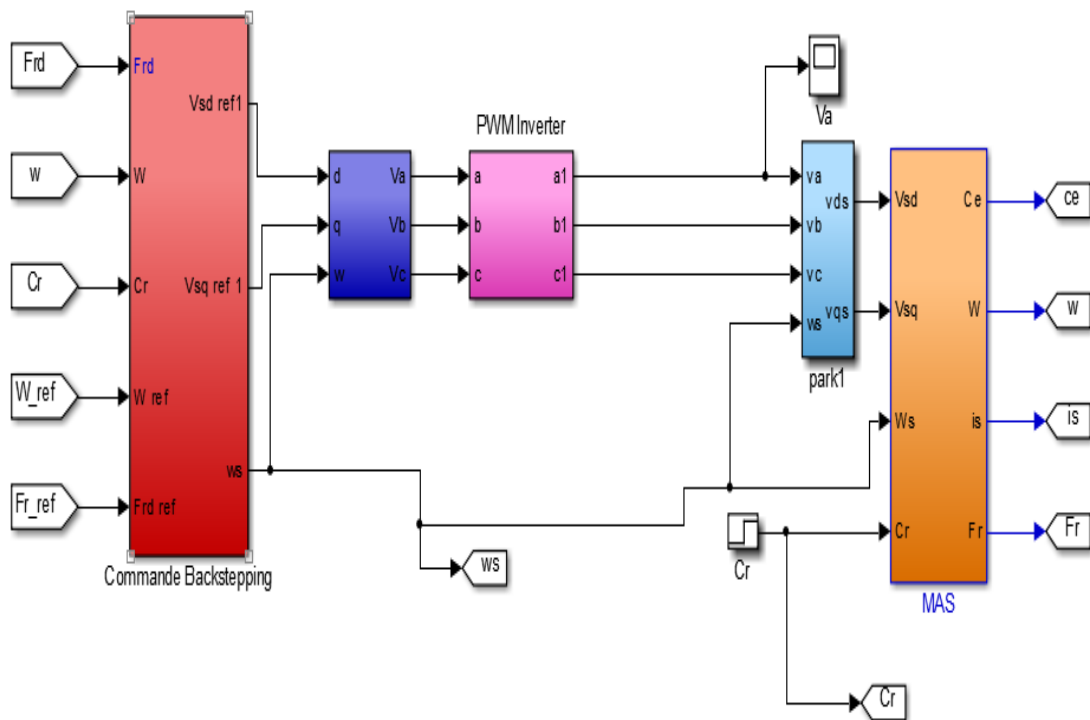 Frd
w
Cr
W_ref
Fr_ref
Frd
W
Cr
W ref
Frd ref
Vsd ref1
Vsq ref 1
ws
Commande Backstepping
d
q
w
Va
Vb
Vc
PWM Inverter
a
b
c
a1
b1
c1
Va
va
vb
vc
ws
vds
vqs
park1
ws
Cr
Vsd
Vsq
Ws
Cr
Ce
W
is
Fr
MAS
ce
w
is
Fr
Cr